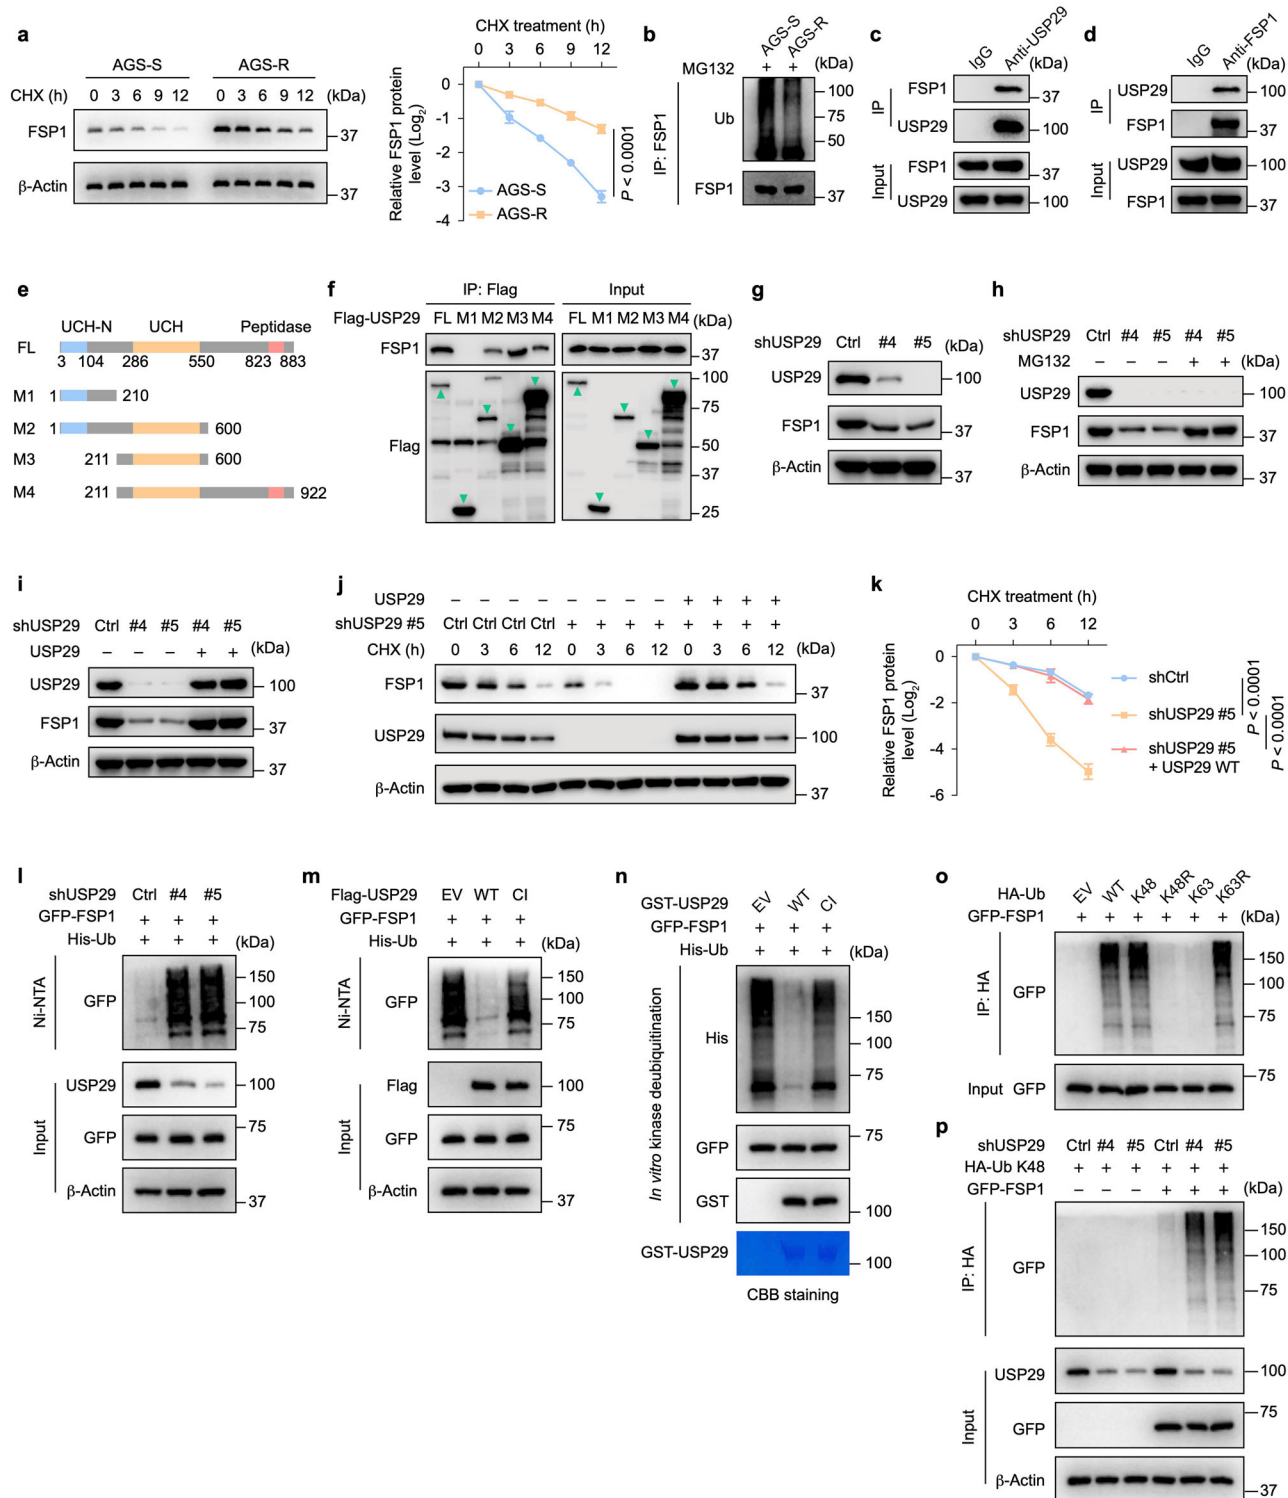 a
AGS-S AGS-R
CHX (h) 0 3 6 9 12 0 3 6 9 12 (kDa)
FSP1
37
β-Actin
37
CHX treatment (h)
0 3 6 9 12
0
-1
-2
-3
-4
Relative FSP1 protein
level (Log₂)
AGS-S
AGS-R
P < 0.0001
b
AGS-S AGS-R
MG132 + + (kDa)
IP: FSP1
Ub
100
75
50
FSP1
37
c
IgG Anti-USP29
(kDa)
IP
FSP1
37
USP29
100
Input
FSP1
37
USP29
100
d
IgG Anti-FSP1
(kDa)
IP
USP29
100
FSP1
37
Input
USP29
100
FSP1
37
e
UCH-N UCH Peptidase
FL
3 104 286 550 823 883
M1 1 210
M2 1 600
M3 211 600
M4 211 922
f
IP: Flag Input
Flag-USP29 FL M1 M2 M3 M4 FL M1 M2 M3 M4 (kDa)
FSP1
37
Flag
100
75
50
37
25
g
shUSP29 Ctrl #4 #5 (kDa)
USP29
100
FSP1
37
β-Actin
37
h
shUSP29 Ctrl #4 #5 #4 #5
MG132 – – – + + (kDa)
USP29
100
FSP1
37
β-Actin
37
i
shUSP29 Ctrl #4 #5 #4 #5
USP29 – – – + + (kDa)
USP29
100
FSP1
37
β-Actin
37
j
USP29 – – – – – – – – + + + +
shUSP29 #5 Ctrl Ctrl Ctrl Ctrl + + + + + + + +
CHX (h) 0 3 6 12 0 3 6 12 0 3 6 12 (kDa)
FSP1
37
USP29
100
β-Actin
37
k
CHX treatment (h)
0 3 6 12
0
-2
-4
-6
Relative FSP1 protein
level (Log₂)
shCtrl
shUSP29 #5
shUSP29 #5
+ USP29 WT
P < 0.0001
P < 0.0001
l
shUSP29 Ctrl #4 #5
GFP-FSP1 + + +
His-Ub + + + (kDa)
Ni-NTA
GFP
150
100
75
Input
USP29
100
GFP
75
β-Actin
37
m
Flag-USP29 EV WT CI
GFP-FSP1 + + +
His-Ub + + + (kDa)
Ni-NTA
GFP
150
100
75
Input
Flag
100
GFP
75
β-Actin
37
n
GST-USP29 EV WT CI
GFP-FSP1 + + +
His-Ub + + + (kDa)
In vitro kinase deubiquitination
His
150
100
75
GFP
75
GST
100
GST-USP29
100
CBB staining
o
HA-Ub EV WT K48 K48R K63 K63R
GFP-FSP1 + + + + + + (kDa)
IP: HA
GFP
150
100
75
Input GFP
75
p
shUSP29 Ctrl #4 #5 Ctrl #4 #5
HA-Ub K48 + + + + + +
GFP-FSP1 – – – + + + (kDa)
IP: HA
GFP
150
100
75
Input
USP29
100
GFP
75
β-Actin
37